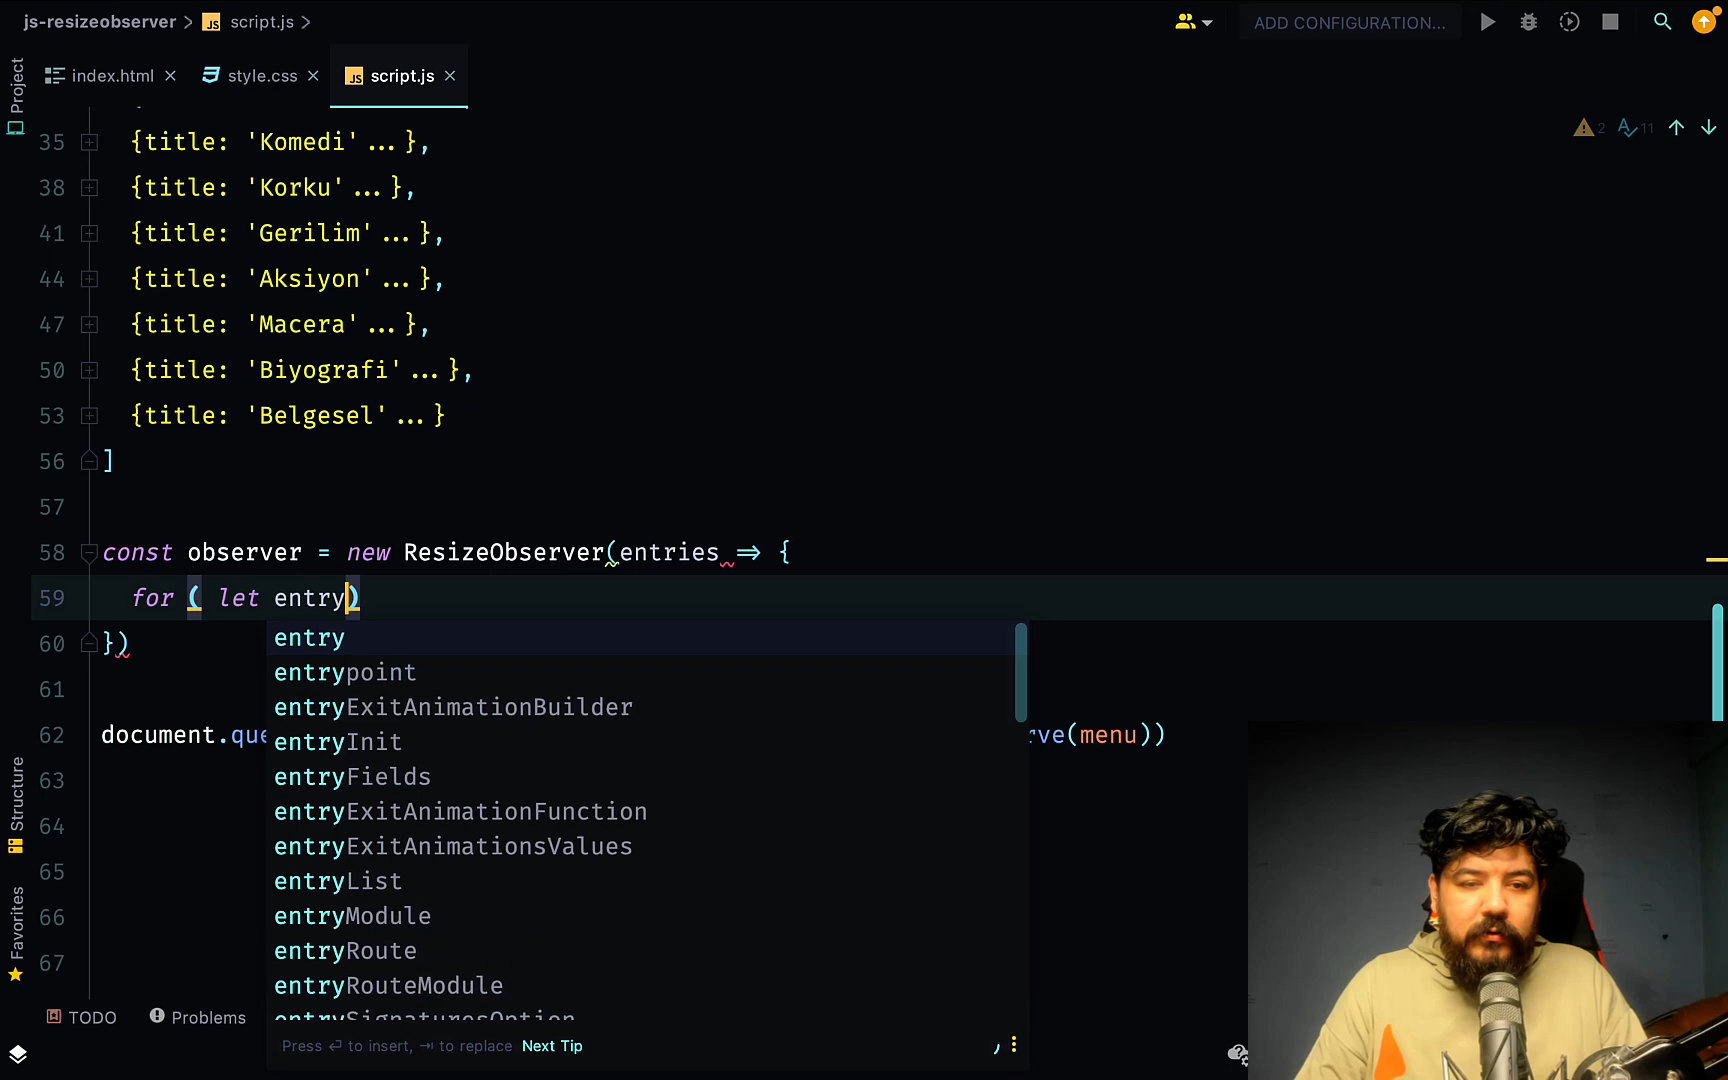 js-resizeobserver
script.js
ADD CONFIGURATION...
Project
index.html
style.css
script.js
2
11
35 {title: 'Komedi'...},
38 {title: 'Korku'...},
41 {title: 'Gerilim'...},
44 {title: 'Aksiyon'...},
47 {title: 'Macera'...},
50 {title: 'Biyografi'...},
53 {title: 'Belgesel'...}
56 ]
57
58 const observer = new ResizeObserver(entries => {
59 for ( let entry)
60 })
entry
entrypoint
61
entryExitAnimationBuilder
62 document.que rve(menu))
entryInit
63 entryFields
64 entryExitAnimationFunction
entryExitAnimationsValues
65 entryList
66 entryModule
entryRoute
67
entryRouteModule
entrySignaturesOption
Structure
Favorites
TODO
Problems
Press ⏎ to insert, ⇥ to replace Next Tip